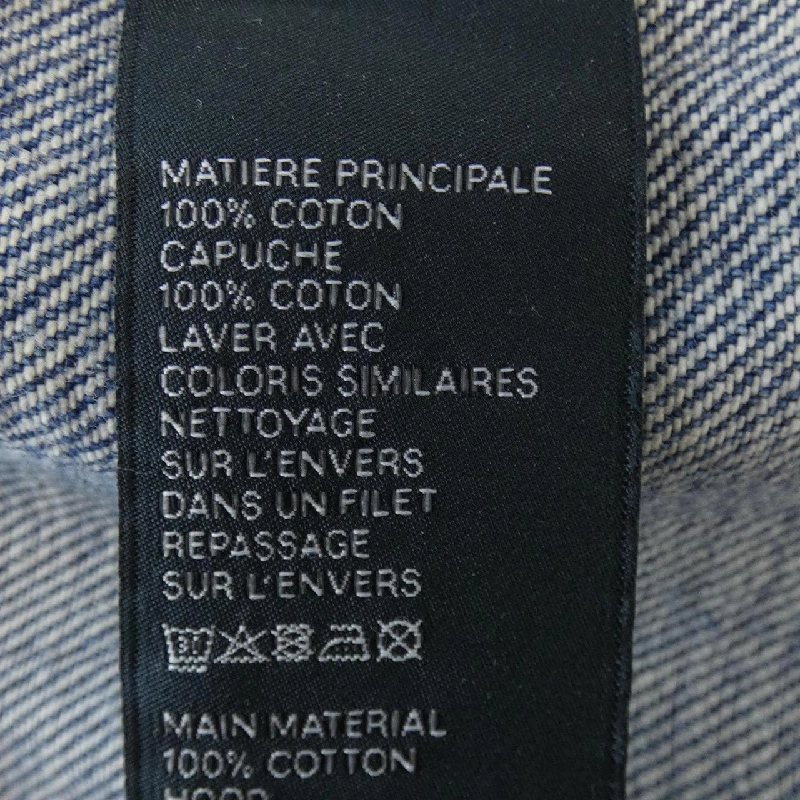 MATIERE PRINCIPALE
100% COTON
CAPUCHE
100% COTON
LAVER AVEC
COLORIS SIMILAIRES
NETTOYAGE
SUR L'ENVERS
DANS UN FILET
REPASSAGE
SUR L'ENVERS
MAIN MATERIAL
100% COTTON
HOOD